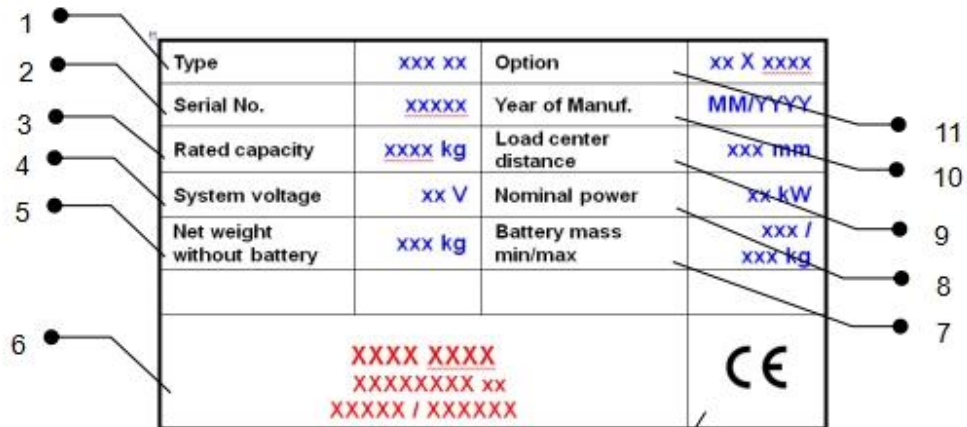 1
2
3
4
5
6
Type xxx xx Option xx X xxxx
Serial No. xxxxx Year of Manuf. MM/YYYY
Rated capacity xxxx kg Load center distance xxx mm
System voltage xx V Nominal power xx kW
Net weight without battery xxx kg Battery mass min/max xxx / xxx kg
XXXX XXXX
XXXXXXXX xx
XXXXX / XXXXXX
CE
11
10
9
8
7